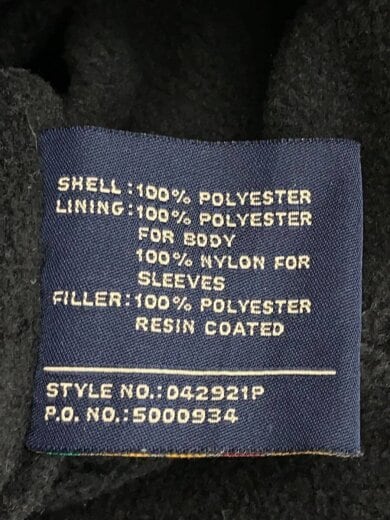 SHELL:100% POLYESTER
LINING:100% POLYESTER
FOR BODY
100% NYLON FOR
SLEEVES
FILLER:100% POLYESTER
RESIN COATED
STYLE NO.:042921P
P.O. NO.:5000934